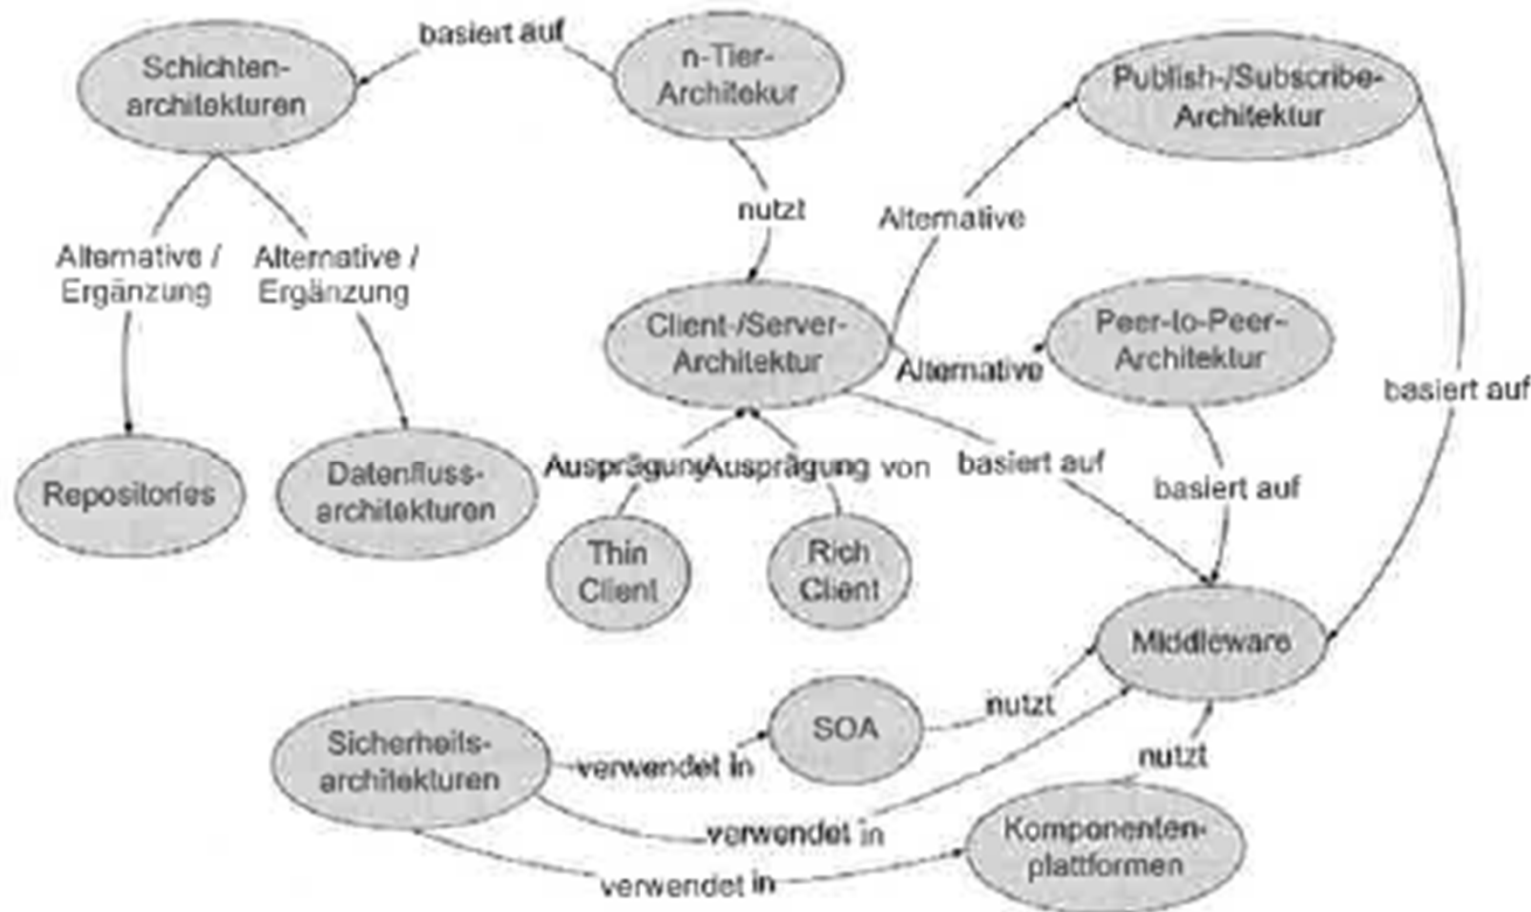 basiert auf
Schichten-
architekturen
n-Tier-
Architekur
Publish-/Subscribe-
Architektur
nutzt
Alternative
Alternative /
Ergänzung
Alternative /
Ergänzung
Client-/Server-
Architektur
Alternative
Peer-to-Peer-
Architektur
basiert auf
Repositories
Datenfluss-
architekturen
Ausprägung
Ausprägung von
basiert auf
basiert auf
Thin
Client
Rich
Client
Middleware
Sicherheits-
architekturen
verwendet in
SOA
nutzt
nutzt
verwendet in
Komponenten-
plattformen
verwendet in